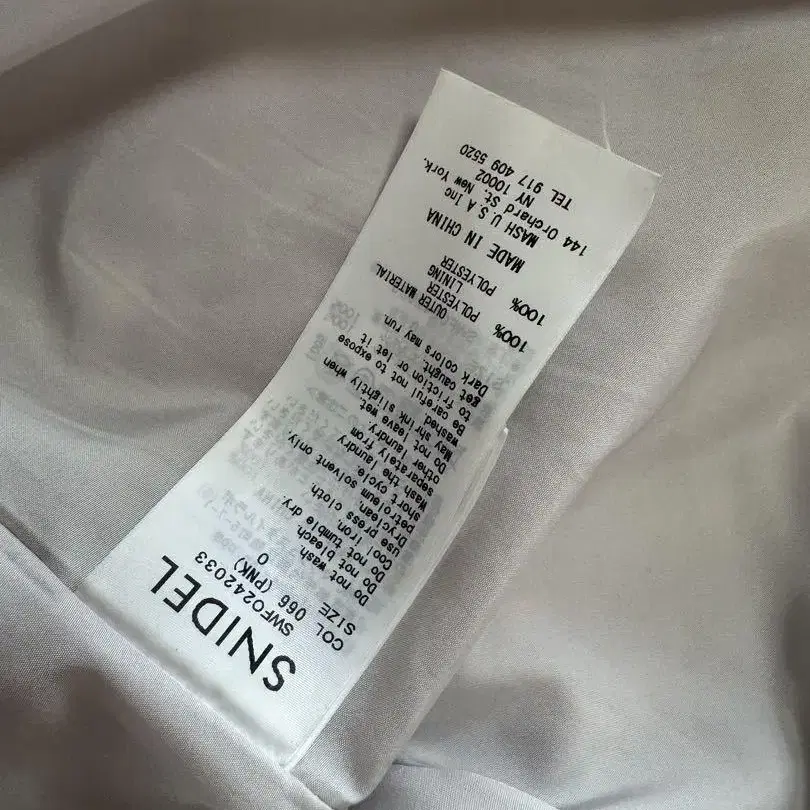 SNIDEL
SWFO242033
COL 066 (PNK)
SIZE 0
Do not wash
Do not bleach.
Do not tumble dry.
Cool iron.
use press cloth.
Dryclean,
petroleum solvent only.
short cycle.
Wash the laundry
separately from
other laundry.
Do not leave wet.
May shrink slightly when
washed
Be careful not to expose
to friction or let it
get caught.
Dark colors may run.
OUTER MATERIAL
POLYESTER 100%
LINING
POLYESTER 100%
MADE IN CHINA
MASH U.S.A Inc
144 Orchard St. New York.
NY 10002
TEL 917 409 5520